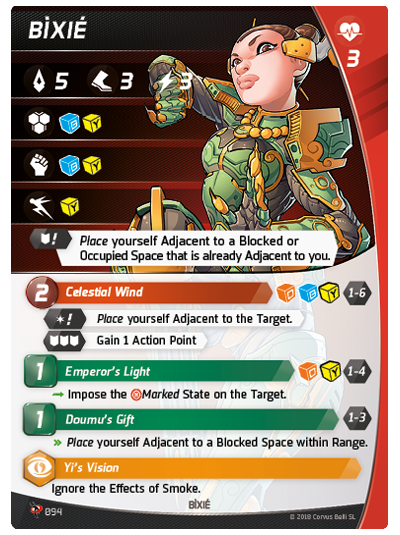 BÌXIÉ
3
5 3 3
B Y
B Y
Y
! Place yourself Adjacent to a Blocked or
Occupied Space that is already Adjacent to you.
2 Celestial Wind O B Y 1-6
! Place yourself Adjacent to the Target.
Gain 1 Action Point
1 Emperor's Light O Y 1-4
Impose the Marked State on the Target.
1 Doumu's Gift 1-3
Place yourself Adjacent to a Blocked Space within Range.
Yi's Vision
Ignore the Effects of Smoke.
094
BÌXIÉ
© 2018 Corvus Belli SL